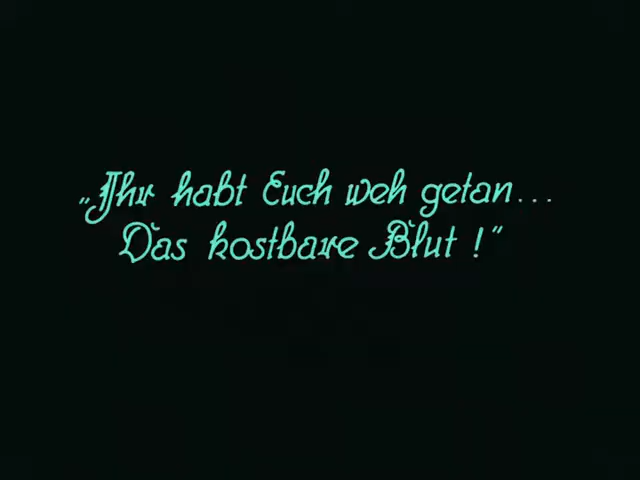 „Ihr habt Euch weh getan...
Das kostbare Blut !“